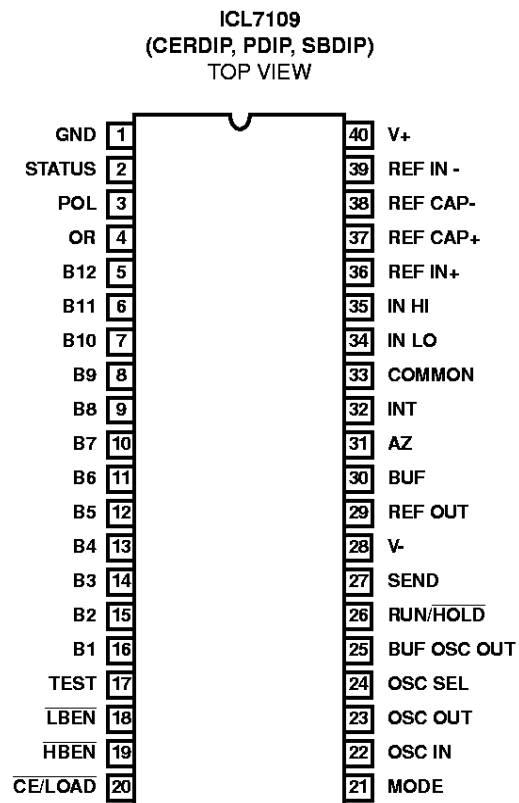 ICL7109
(CERDIP, PDIP, SBDIP)
TOP VIEW
GND 1 40 V+
STATUS 2 39 REF IN -
POL 3 38 REF CAP-
OR 4 37 REF CAP+
B12 5 36 REF IN+
B11 6 35 IN HI
B10 7 34 IN LO
B9 8 33 COMMON
B8 9 32 INT
B7 10 31 AZ
B6 11 30 BUF
B5 12 29 REF OUT
B4 13 28 V-
B3 14 27 SEND
B2 15 26 RUN/HOLD
B1 16 25 BUF OSC OUT
TEST 17 24 OSC SEL
LBEN 18 23 OSC OUT
HBEN 19 22 OSC IN
CE/LOAD 20 21 MODE